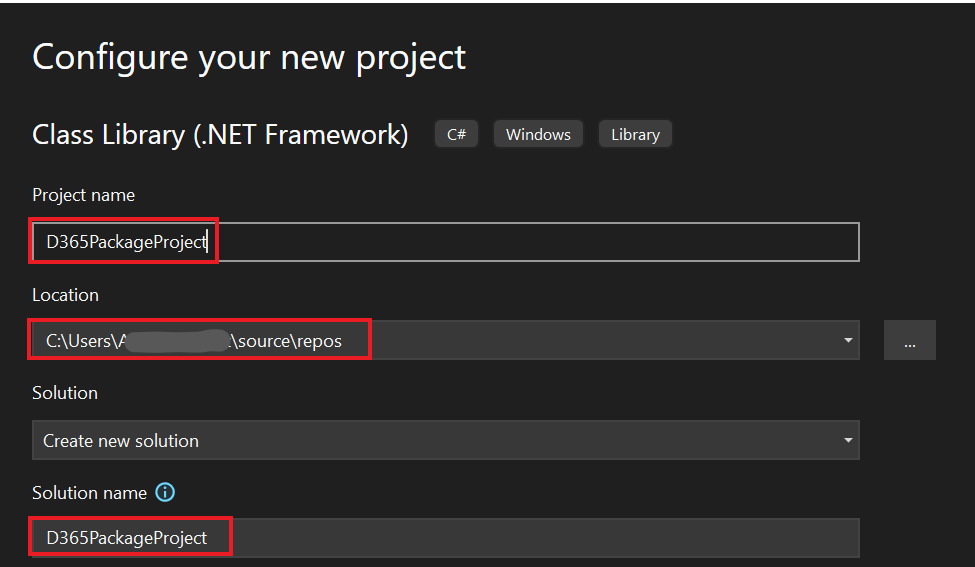 Configure your new project
Class Library (.NET Framework) C# Windows Library
Project name
D365PackageProject
Location
C:\Users\ \source\repos
...
Solution
Create new solution
Solution name
D365PackageProject